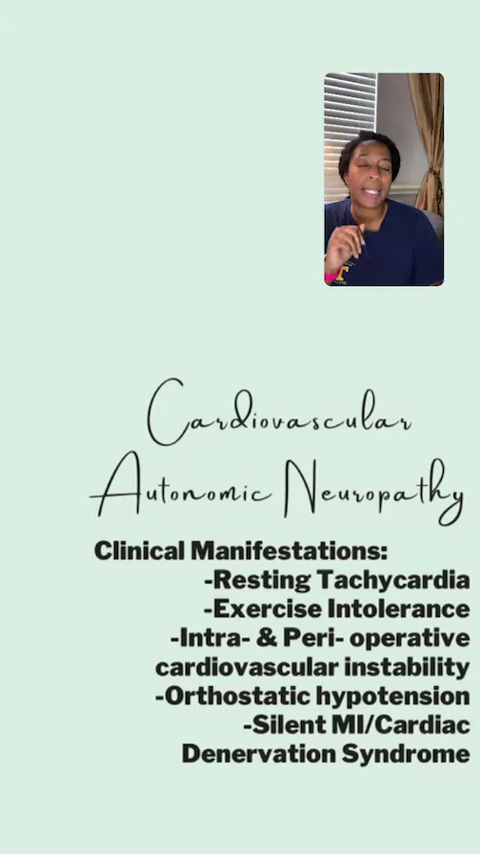 Cardiovascular
Autonomic Neuropathy
Clinical Manifestations:
-Resting Tachycardia
-Exercise Intolerance
-Intra- & Peri- operative
cardiovascular instability
-Orthostatic hypotension
-Silent MI/Cardiac
Denervation Syndrome